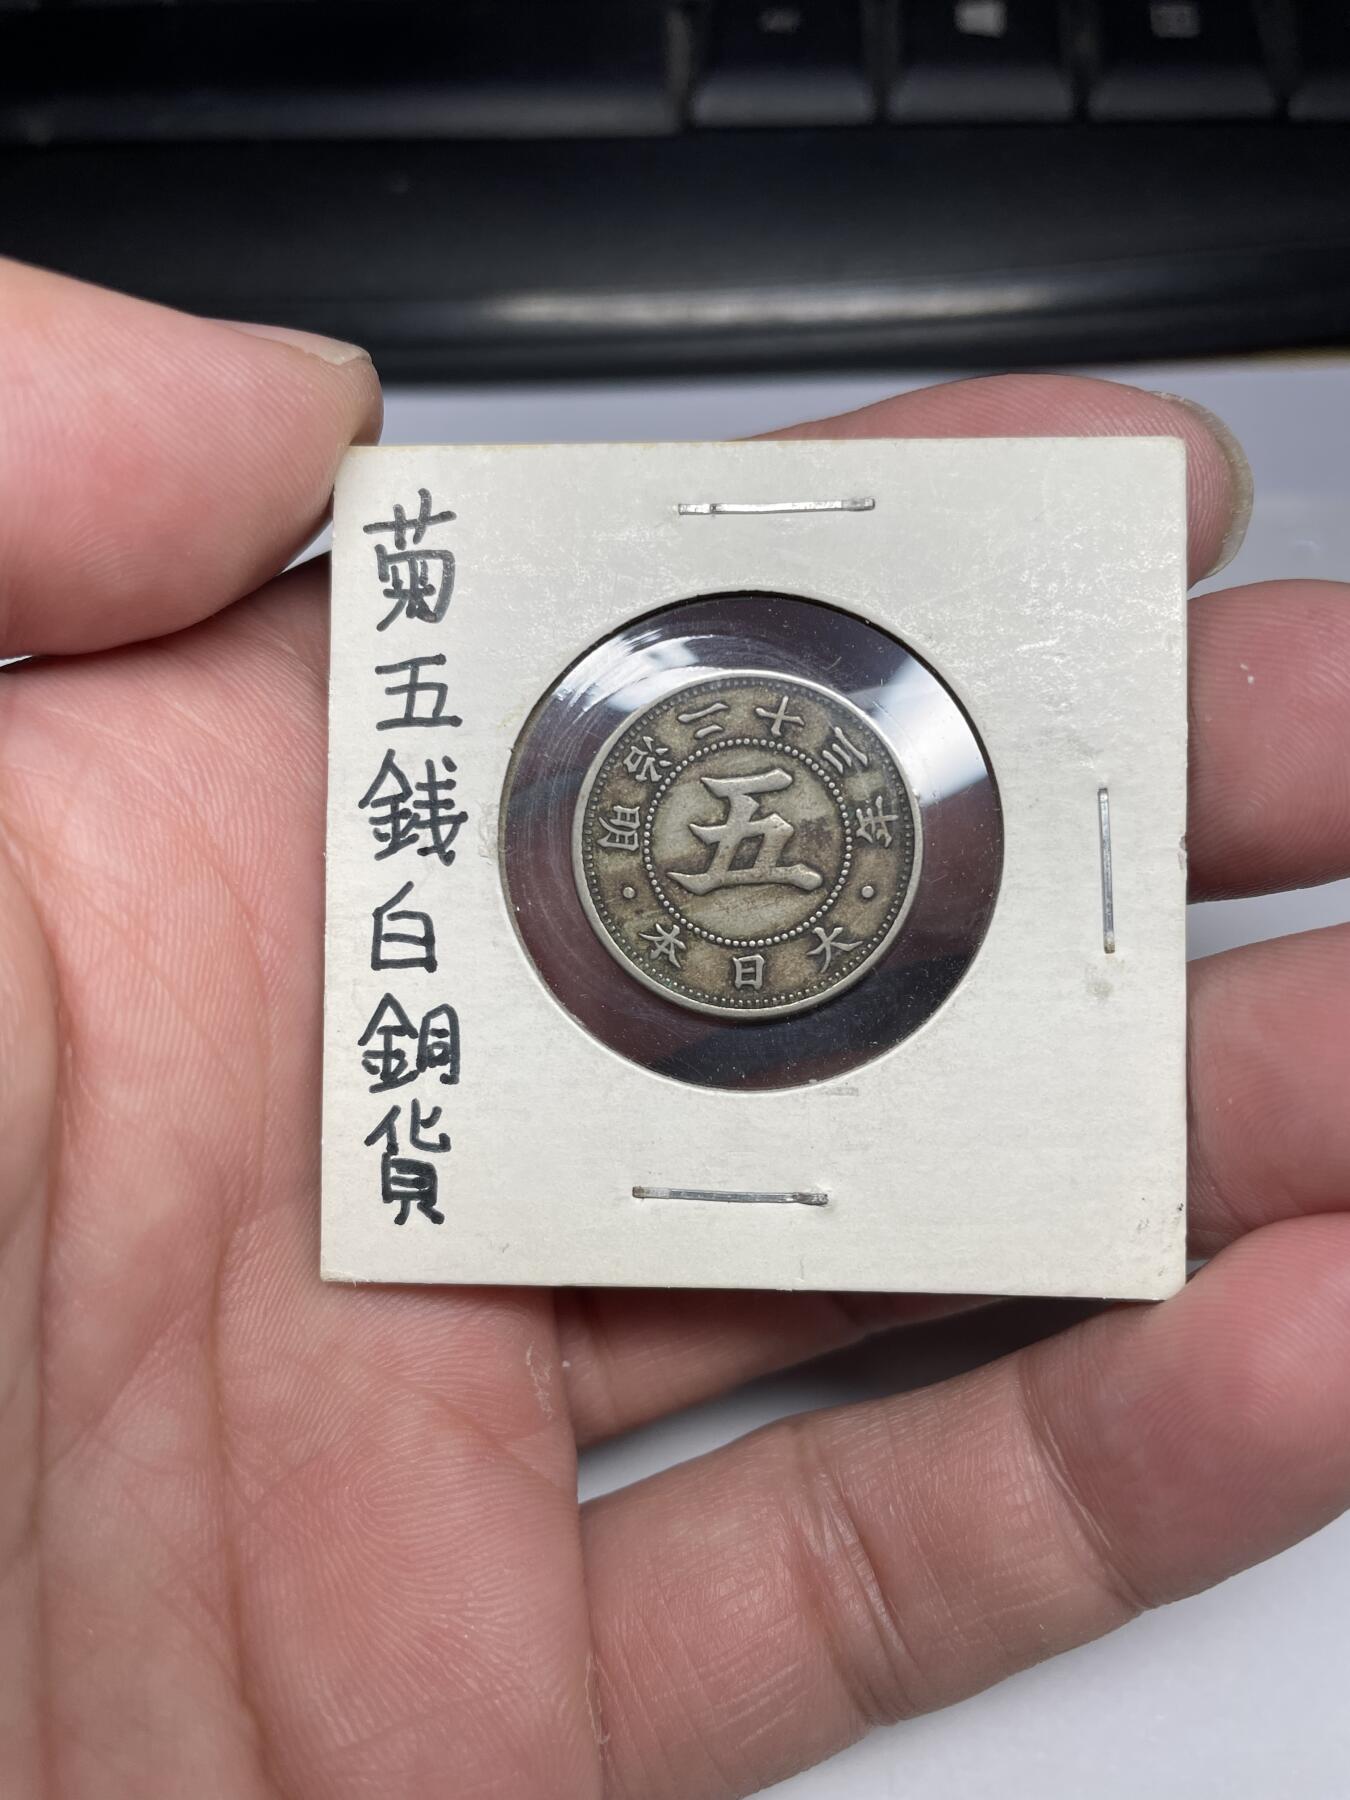 菊五銭白銅貨
明治二十三年
五
大日本